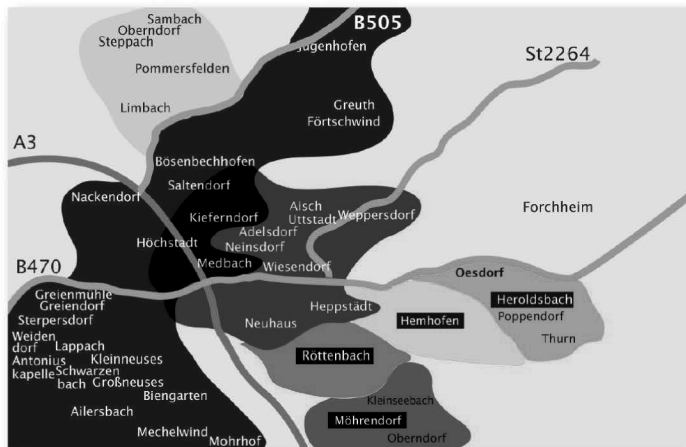 Sambach
B505
Oberndorf
Steppach
Jugenhofen
St2264
Pommersfelden
Limbach
Greuth
Förtschwind
A3
Bösenbechhofen
Saltendorf
Nackendorf
Aisch
Uttstadt
Weppersdorf
Forchheim
Kieferndorf
Adelsdorf
Höchstadt
Neinsdorf
Medbach
Wiesendorf
B470
Oesdorf
Greienmühle
Greiendorf
Heppstädt
Heroldsbach
Sterpersdorf
Neuhaus
Hemhofen
Poppendorf
Weiden
dorf
Lappach
Thurn
Antonius
kapelle
Kleinneuses
Röttenbach
Schwarzen
bach
Großneuses
Biengarten
Kleinseebach
Ailersbach
Möhrendorf
Mechelwind
Mohrhof
Oberndorf